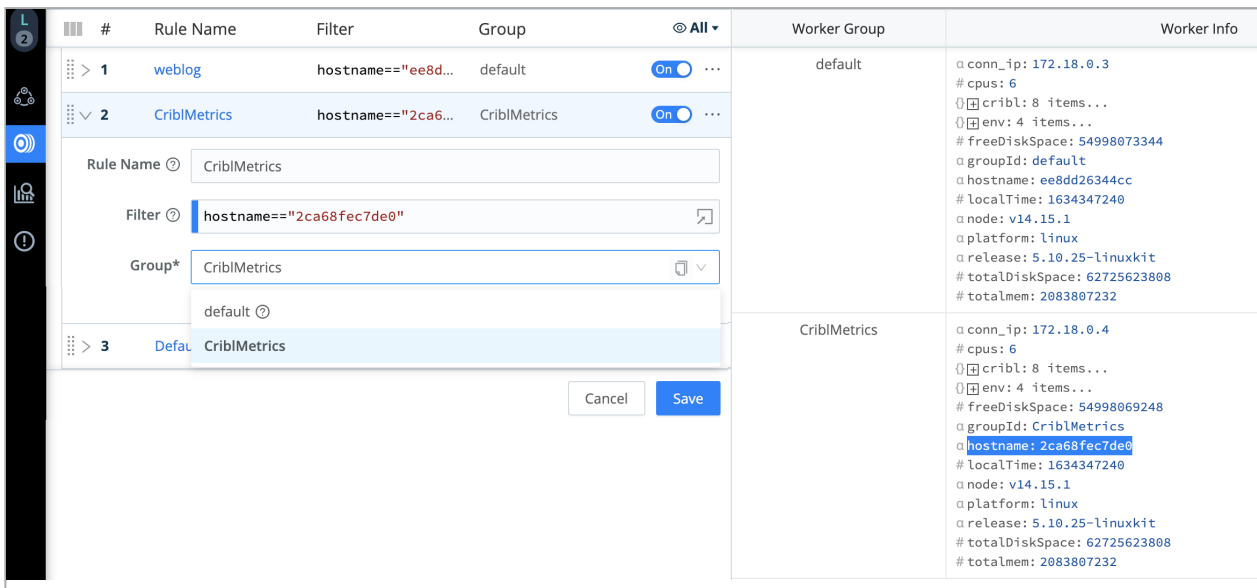 L
2
# Rule Name Filter Group All
1 weblog hostname=="ee8d... default On ...
2 CriblMetrics hostname=="2ca6... CriblMetrics On ...
Rule Name ? CriblMetrics
Filter ? hostname=="2ca68fec7de0"
Group* CriblMetrics
default ?
CriblMetrics
3 Defau
Cancel Save
Worker Group Worker Info
default
α conn_ip: 172.18.0.3
# cpus: 6
{} + cribl: 8 items...
{} + env: 4 items...
# freeDiskSpace: 54998073344
α groupId: default
α hostname: ee8dd26344cc
# localTime: 1634347240
α node: v14.15.1
α platform: linux
α release: 5.10.25-linuxkit
# totalDiskSpace: 62725623808
# totalmem: 2083807232
CriblMetrics
α conn_ip: 172.18.0.4
# cpus: 6
{} + cribl: 8 items...
{} + env: 4 items...
# freeDiskSpace: 54998069248
α groupId: CriblMetrics
α hostname: 2ca68fec7de0
# localTime: 1634347240
α node: v14.15.1
α platform: linux
α release: 5.10.25-linuxkit
# totalDiskSpace: 62725623808
# totalmem: 2083807232